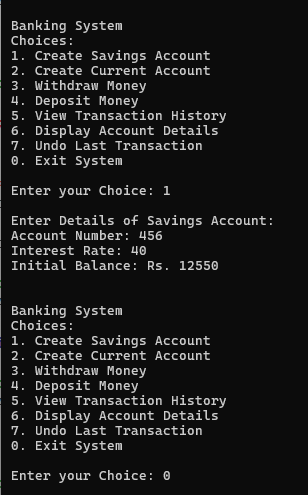 Banking System
Choices:
1. Create Savings Account
2. Create Current Account
3. Withdraw Money
4. Deposit Money
5. View Transaction History
6. Display Account Details
7. Undo Last Transaction
0. Exit System
Enter your Choice: 1
Enter Details of Savings Account:
Account Number: 456
Interest Rate: 40
Initial Balance: Rs. 12550
Banking System
Choices:
1. Create Savings Account
2. Create Current Account
3. Withdraw Money
4. Deposit Money
5. View Transaction History
6. Display Account Details
7. Undo Last Transaction
0. Exit System
Enter your Choice: 0